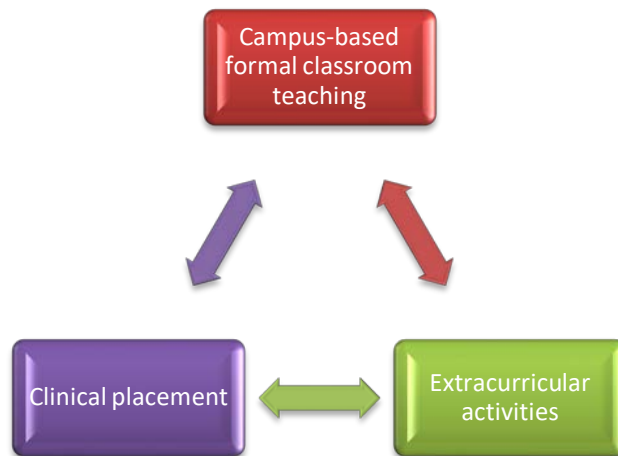 Campus-based
formal classroom
teaching
Clinical placement
Extracurricular
activities